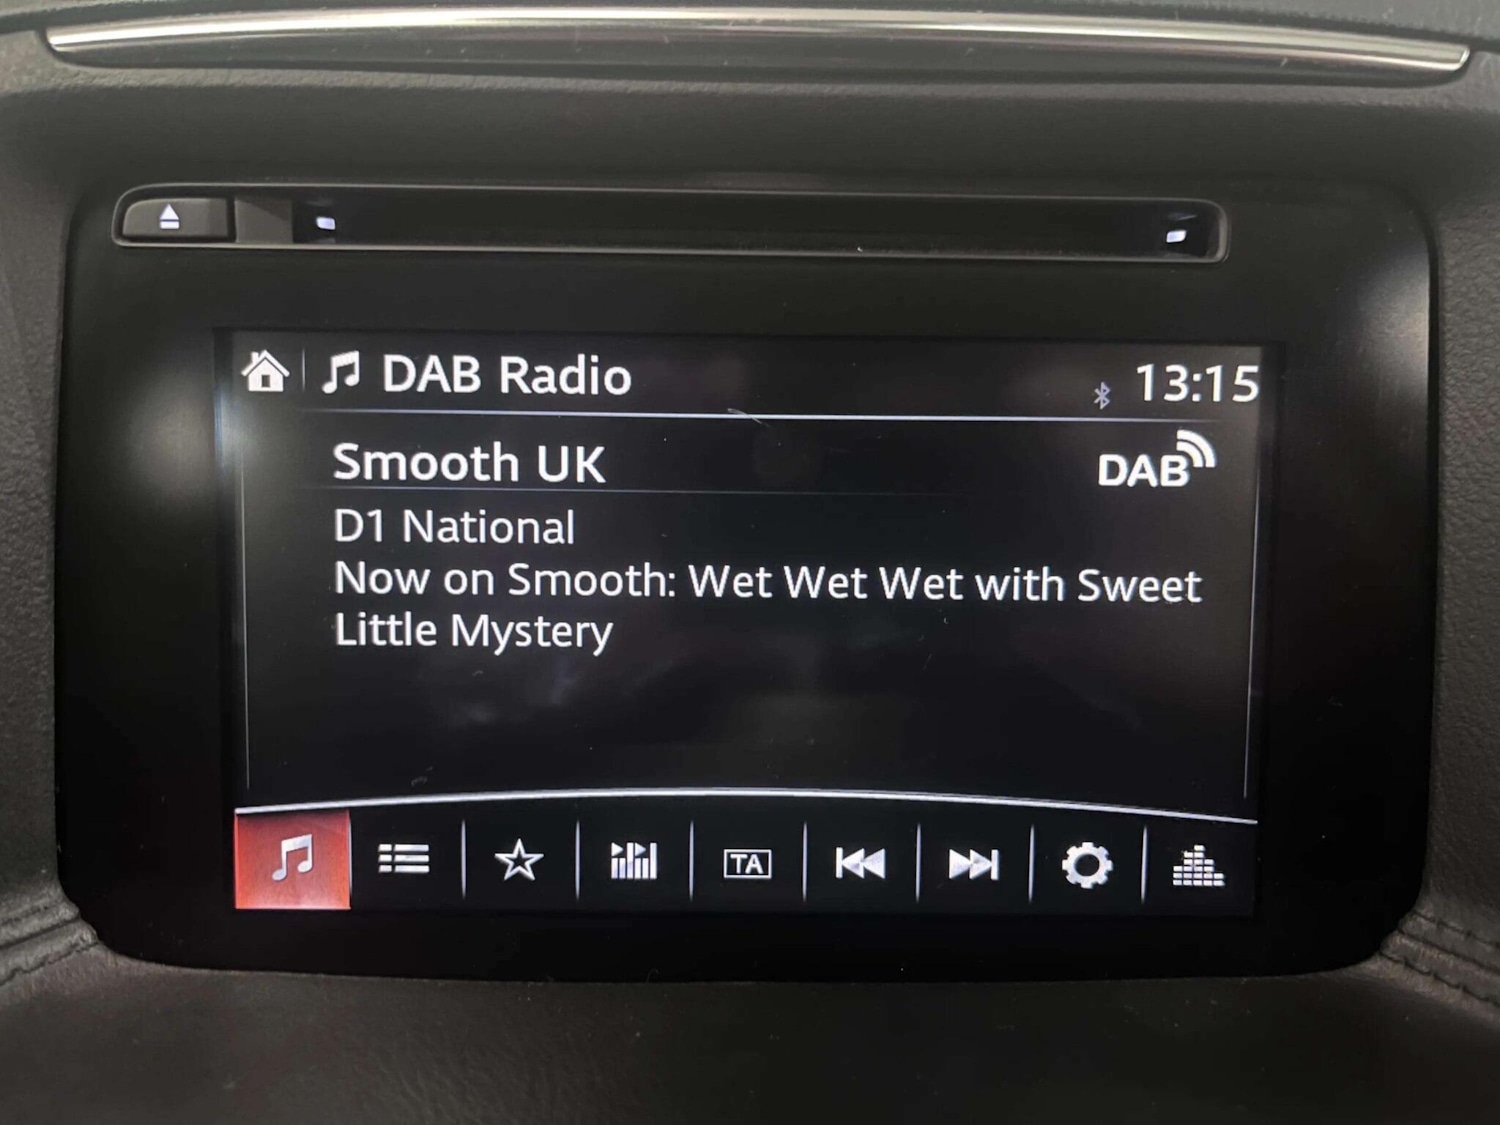 DAB Radio
13:15
Smooth UK
DAB
D1 National
Now on Smooth: Wet Wet Wet with Sweet
Little Mystery
TA